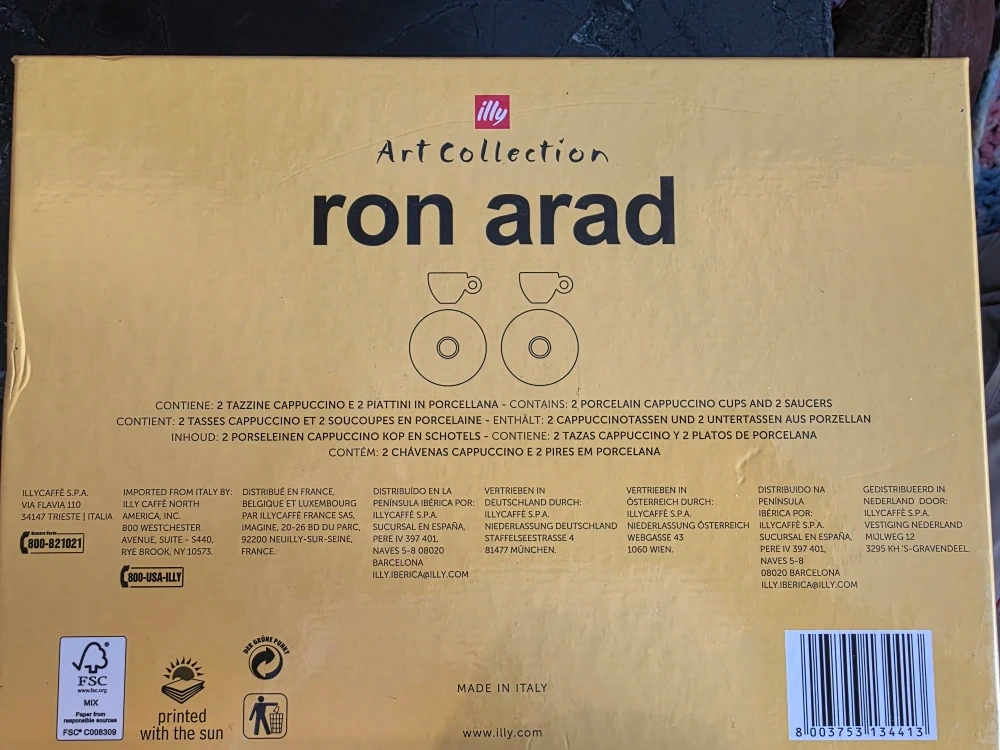 illy
Art Collection
ron arad
CONTIENE: 2 TAZZINE CAPPUCCINO E 2 PIATTINI IN PORCELLANA - CONTAINS: 2 PORCELAIN CAPPUCCINO CUPS AND 2 SAUCERS
CONTIENT: 2 TASSES CAPPUCCINO ET 2 SOUCOUPES EN PORCELAINE - ENTHÄLT: 2 CAPPUCCINOTASSEN UND 2 UNTERTASSEN AUS PORZELLAN
INHOUD: 2 PORSELEINEN CAPPUCCINO KOP EN SCHOTELS - CONTIENE: 2 TAZAS CAPPUCCINO Y 2 PLATOS DE PORCELANA
CONTÉM: 2 CHÁVENAS CAPPUCCINO E 2 PIRES EM PORCELANA
ILLYCAFFÈ S.P.A.
VIA FLAVIA 110
34147 TRIESTE | ITALIA
Numero Verde
800-821021
IMPORTED FROM ITALY BY:
ILLY CAFFÈ NORTH
AMERICA, INC.
800 WESTCHESTER
AVENUE, SUITE - S440,
RYE BROOK, NY 10573.
800-USA-ILLY
DISTRIBUÉ EN FRANCE,
BELGIQUE ET LUXEMBOURG
PAR ILLYCAFFÈ FRANCE SAS,
IMAGINE, 20-26 BD DU PARC,
92200 NEUILLY-SUR-SEINE,
FRANCE.
DISTRIBUÍDO EN LA
PENÍNSULA IBÉRICA POR:
ILLYCAFFÈ S.P.A.
SUCURSAL EN ESPAÑA,
PERE IV 397 401,
NAVES 5-8 08020
BARCELONA
ILLY.IBERICA@ILLY.COM
VERTRIEBEN IN
DEUTSCHLAND DURCH:
ILLYCAFFÈ S.P.A.
NIEDERLASSUNG DEUTSCHLAND
STAFFELSEESTRASSE 4
81477 MÜNCHEN.
VERTRIEBEN IN
ÖSTERREICH DURCH:
ILLYCAFFÈ S.P.A.
NIEDERLASSUNG ÖSTERREICH
WEBGASSE 43
1060 WIEN.
DISTRIBUIDO NA
PENÍNSULA
IBÉRICA POR:
ILLYCAFFÈ S.P.A.
SUCURSAL EN ESPAÑA,
PERE IV 397 401,
NAVES 5-8
08020 BARCELONA
ILLY.IBERICA@ILLY.COM
GEDISTRIBUEERD IN
NEDERLAND DOOR:
ILLYCAFFÈ S.P.A.
VESTIGING NEDERLAND
MIJLWEG 12
3295 KH 'S-GRAVENDEEL.
FSC
www.fsc.org
MIX
Paper from
responsible sources
FSC® C008309
printed
with the sun
DER GRÜNE PUNKT
MADE IN ITALY
www.illy.com
8 003753 134413